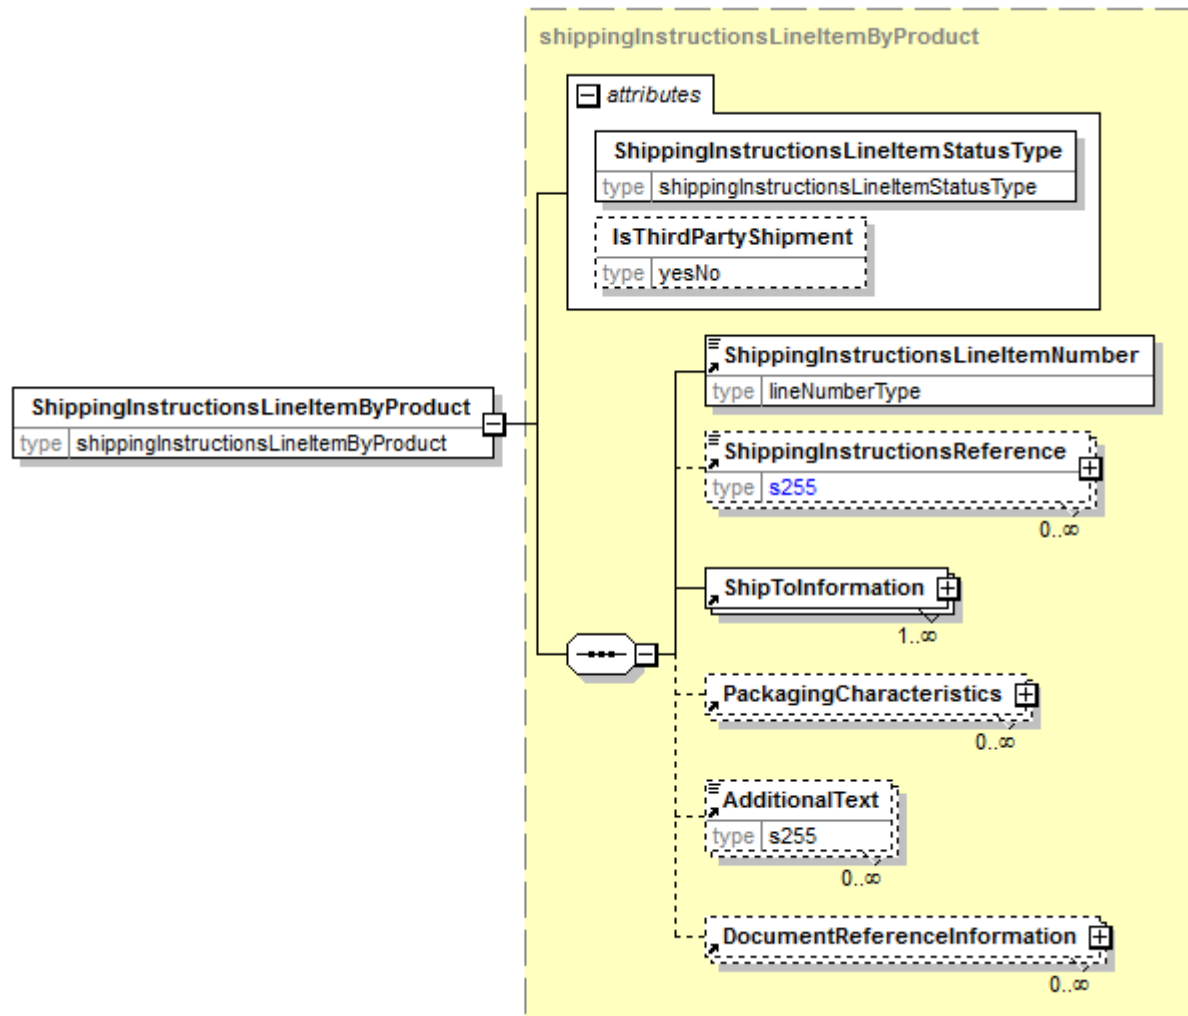 shippingInstructionsLineItemByProduct
attributes
ShippingInstructionsLineItemStatusType
type shippingInstructionsLineItemStatusType
IsThirdPartyShipment
type yesNo
ShippingInstructionsLineItemNumber
type lineNumberType
ShippingInstructionsLineItemByProduct
type shippingInstructionsLineItemByProduct
ShippingInstructionsReference
type s255
0..∞
ShipToInformation
1..∞
PackagingCharacteristics
0..∞
AdditionalText
type s255
0..∞
DocumentReferenceInformation
0..∞